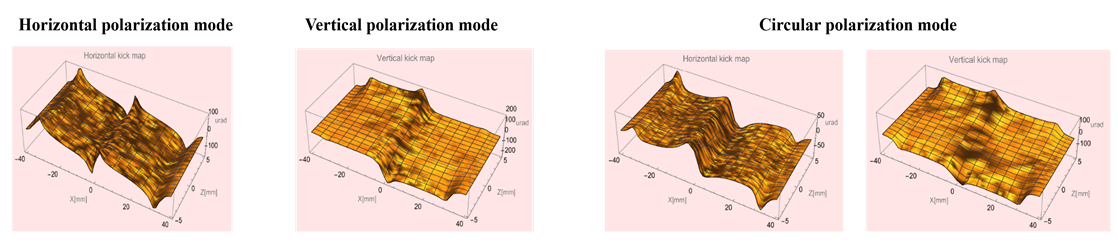 Horizontal polarization mode
Vertical polarization mode
Circular polarization mode
Horizontal kick map
100
0
-100
urad
5
0
-5
Z[mm]
-40
-20
0
20
40
X[mm]
Vertical kick map
200
100
0
-100
-200
urad
5
0
-5
Z[mm]
-40
-20
0
20
40
X[mm]
Horizontal kick map
50
0
-50
urad
5
0
-5
Z[mm]
-40
-20
0
20
40
X[mm]
Vertical kick map
100
0
-100
urad
5
0
-5
Z[mm]
-40
-20
0
20
40
X[mm]